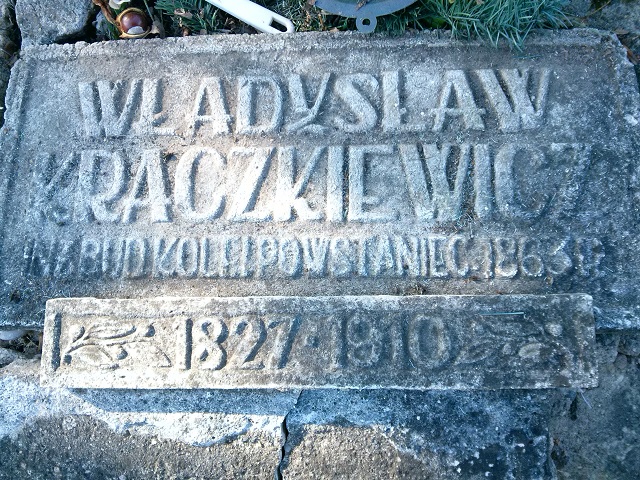 WŁADYSŁAW
KRACZKIEWICZ
INŻ BUD KOLEI POWSTANIEC 1863 R
1827 · 1910